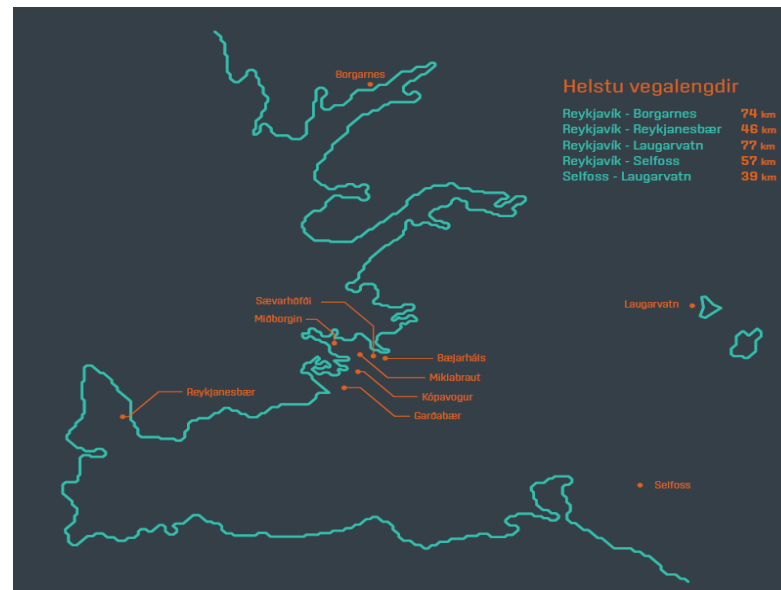 Borgarnes
Helstu vegalengdir
Reykjavík - Borgarnes 74 km
Reykjavík - Reykjanesbær 46 km
Reykjavík - Laugarvatn 77 km
Reykjavík - Selfoss 57 km
Selfoss - Laugarvatn 39 km
Sævarhöfði
Laugarvatn
Miðborgin
Bæjarháls
Miklabraut
Reykjanesbær
Kópavogur
Garðabær
Selfoss